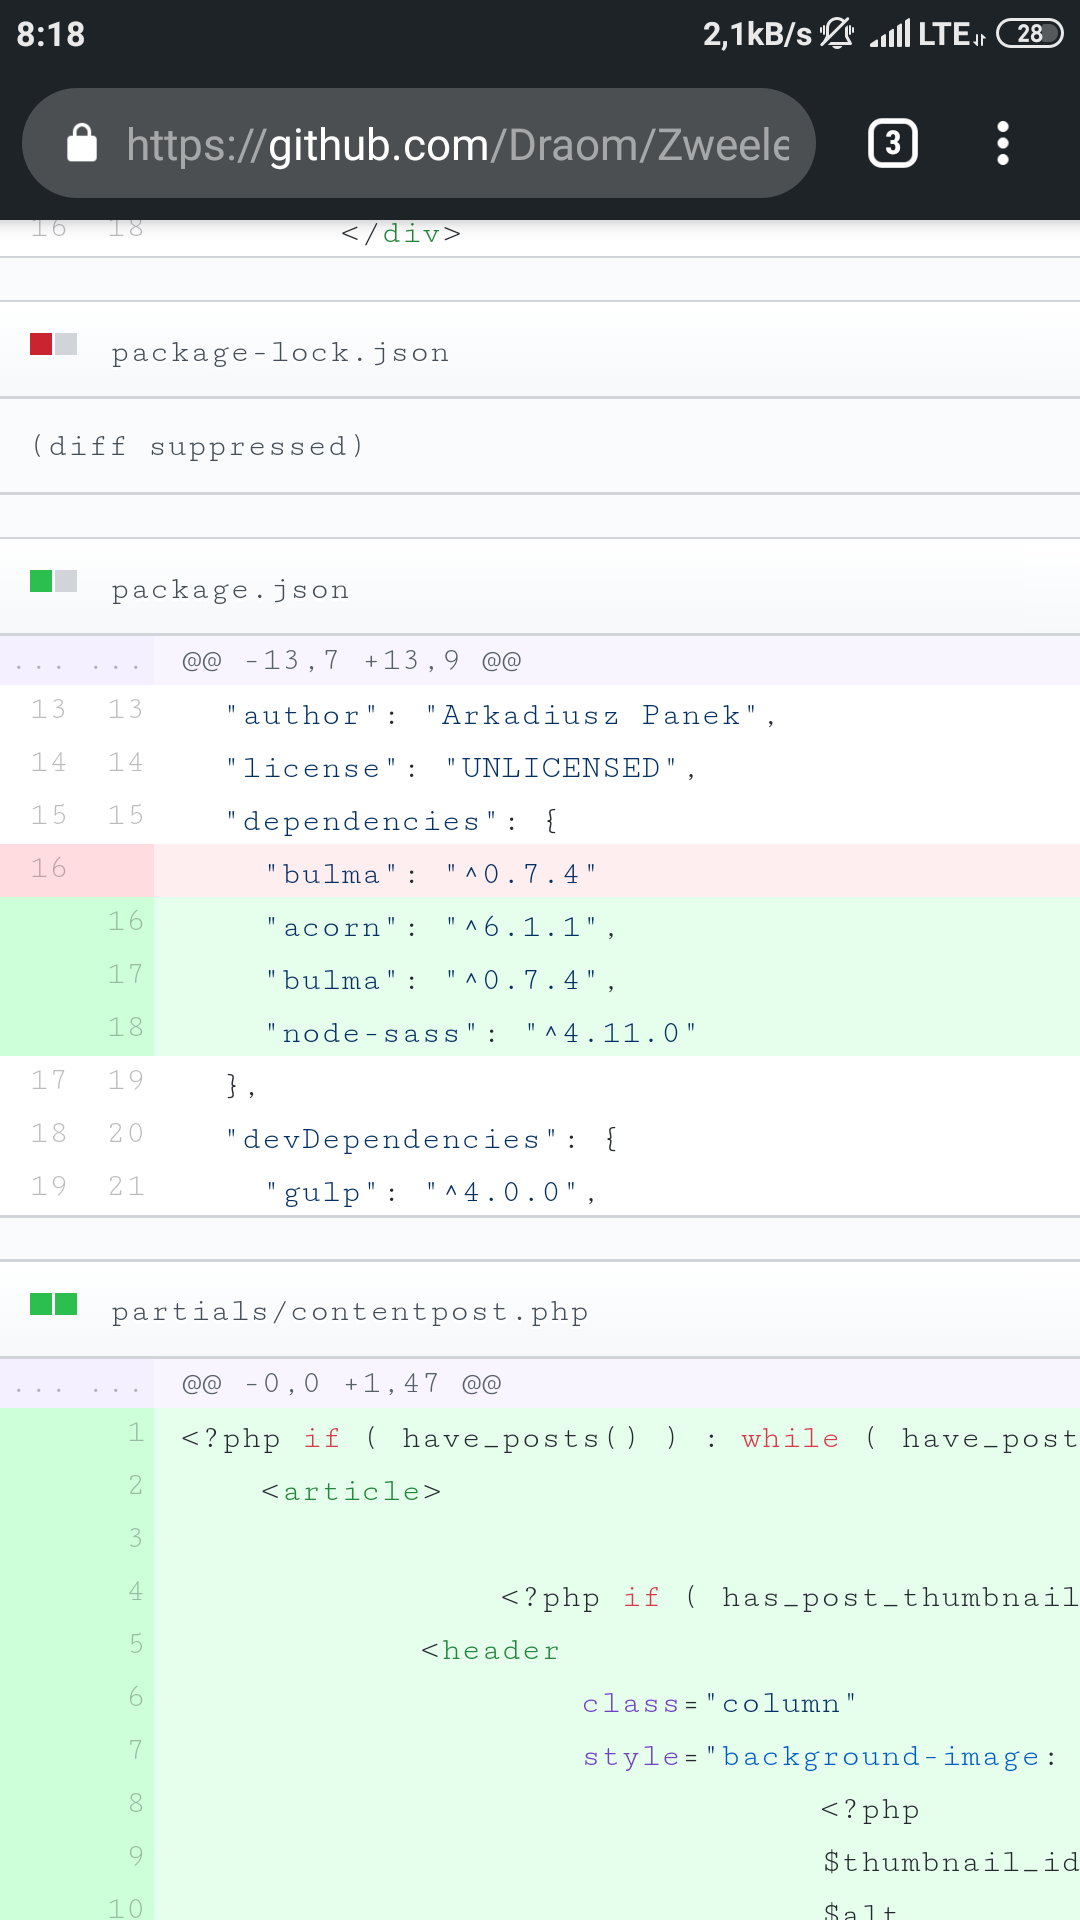 8:18 2,1kB/s LTE 28
https://github.com/Draom/Zweele 3
16 18 </div>
package-lock.json
(diff suppressed)
package.json
... ... @@ -13,7 +13,9 @@
13 13 "author": "Arkadiusz Panek",
14 14 "license": "UNLICENSED",
15 15 "dependencies": {
16 "bulma": "^0.7.4"
16 "acorn": "^6.1.1",
17 "bulma": "^0.7.4",
18 "node-sass": "^4.11.0"
17 19 },
18 20 "devDependencies": {
19 21 "gulp": "^4.0.0",
partials/contentpost.php
... ... @@ -0,0 +1,47 @@
1 <?php if ( have_posts() ) : while ( have_post
2 <article>
3
4 <?php if ( has_post_thumbnail
5 <header
6 class="column"
7 style="background-image:
8 <?php
9 $thumbnail_id
10 $alt